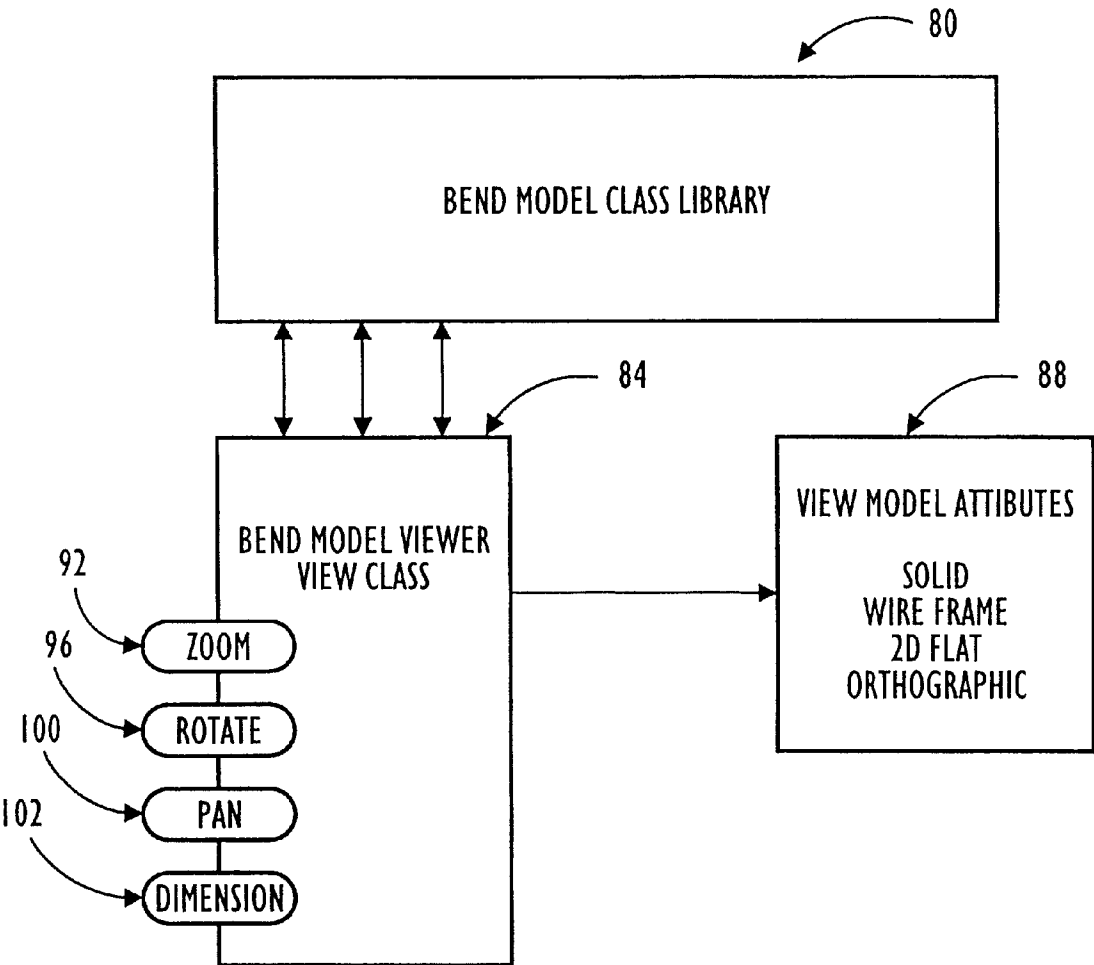 80
BEND MODEL CLASS LIBRARY
84
88
BEND MODEL VIEWER
VIEW CLASS
VIEW MODEL ATTIBUTES
SOLID
WIRE FRAME
2D FLAT
ORTHOGRAPHIC
92
ZOOM
96
ROTATE
100
PAN
102
DIMENSION